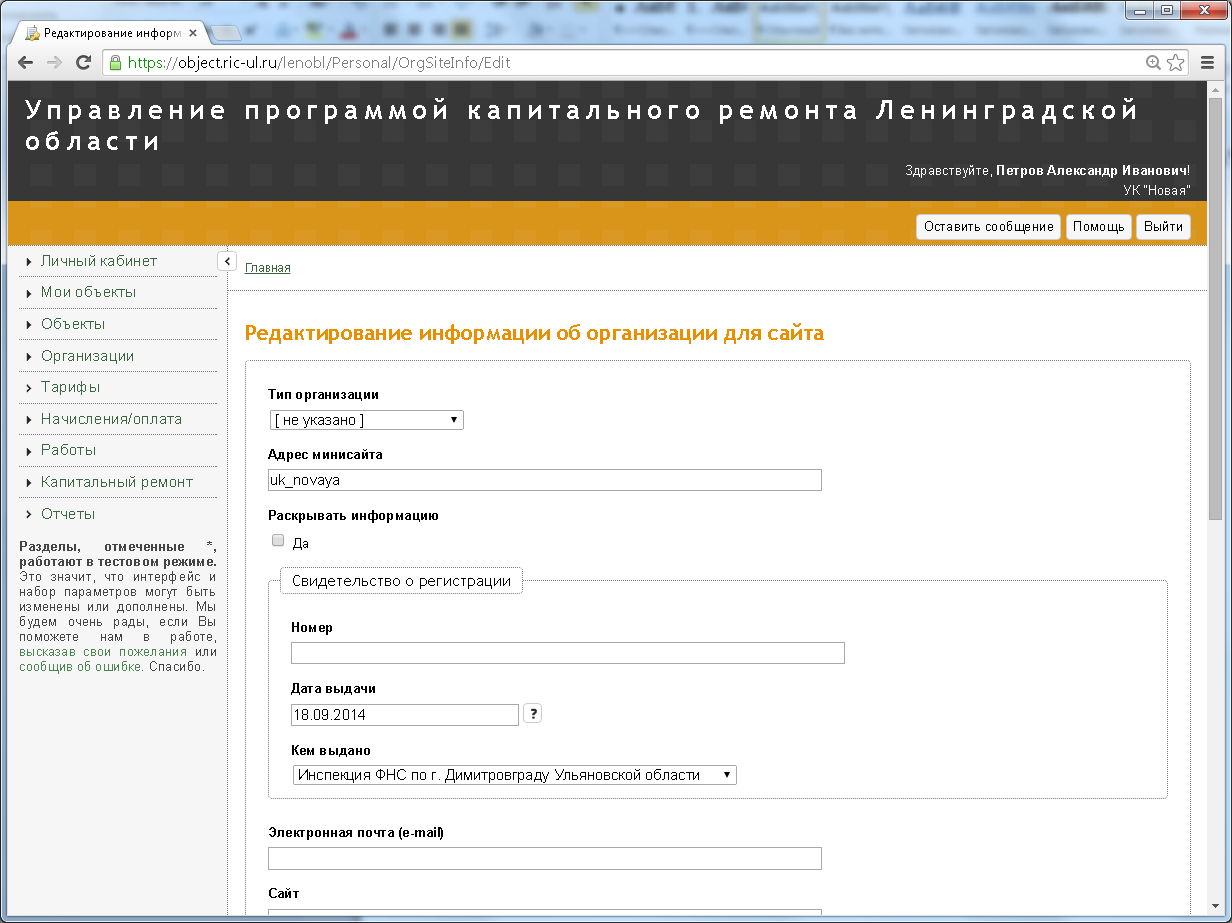 Редактирование информ
https://object.ric-ul.ru/lenobl/Personal/OrgSiteInfo/Edit
Управление программой капитального ремонта Ленинградской
области
Здравствуйте, Петров Александр Иванович!
УК "Новая"
Оставить сообщение
Помощь
Выйти
Личный кабинет
Мои объекты
Объекты
Организации
Тарифы
Начисления/оплата
Работы
Капитальный ремонт
Отчеты
Разделы, отмеченные *,
работают в тестовом режиме.
Это значит, что интерфейс и
набор параметров могут быть
изменены или дополнены. Мы
будем очень рады, если Вы
поможете нам в работе,
высказав свои пожелания или
сообщив об ошибке. Спасибо.
Главная
Редактирование информации об организации для сайта
Тип организации
[ не указано ]
Адрес минисайта
uk_novaya
Раскрывать информацию
Да
Свидетельство о регистрации
Номер
Дата выдачи
18.09.2014
?
Кем выдано
Инспекция ФНС по г. Димитровграду Ульяновской области
Электронная почта (e-mail)
Сайт